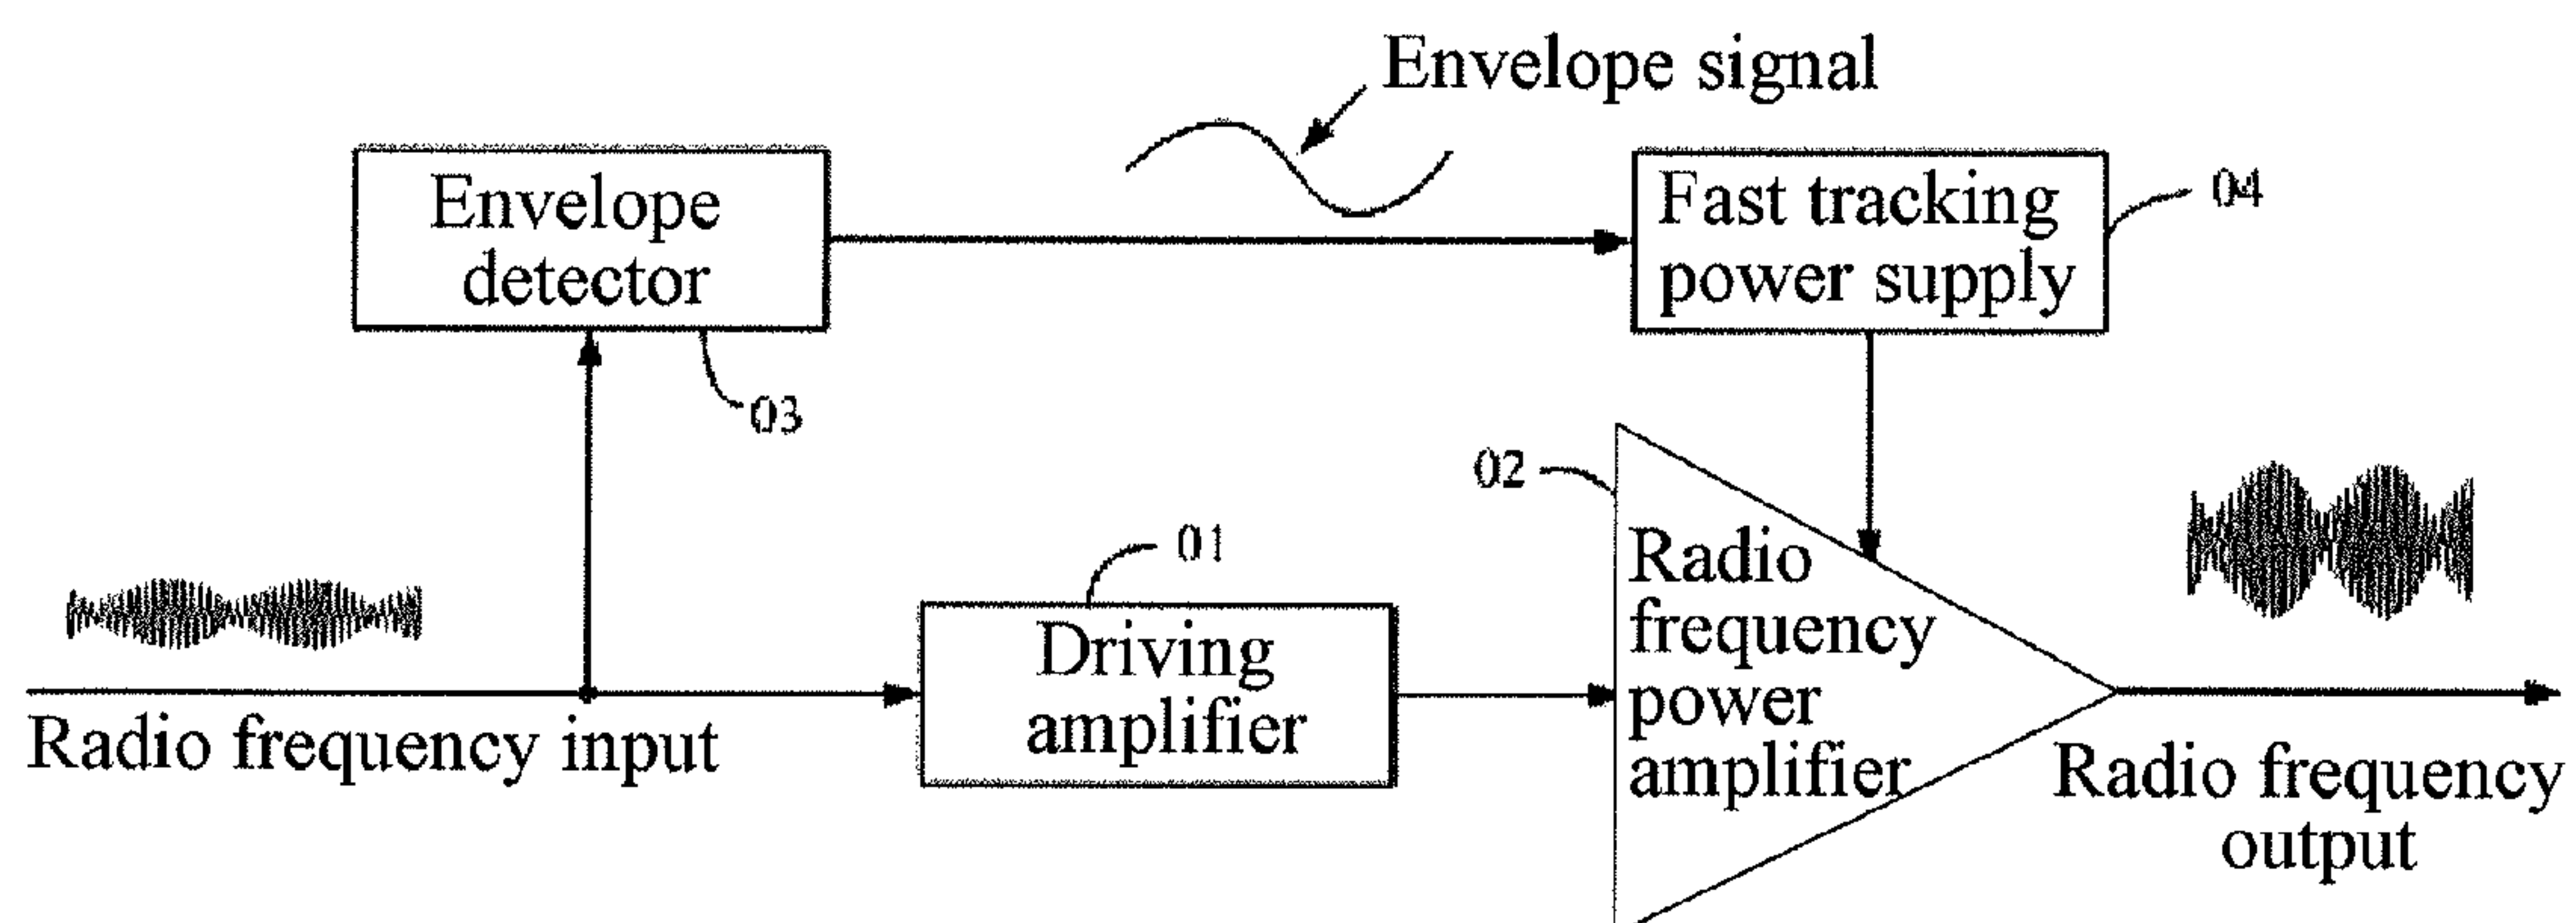 Envelope signal
Envelope
detector
Fast tracking
power supply
04
03
02
01
Radio
frequency
power
amplifier
Driving
amplifier
Radio frequency input
Radio frequency
output